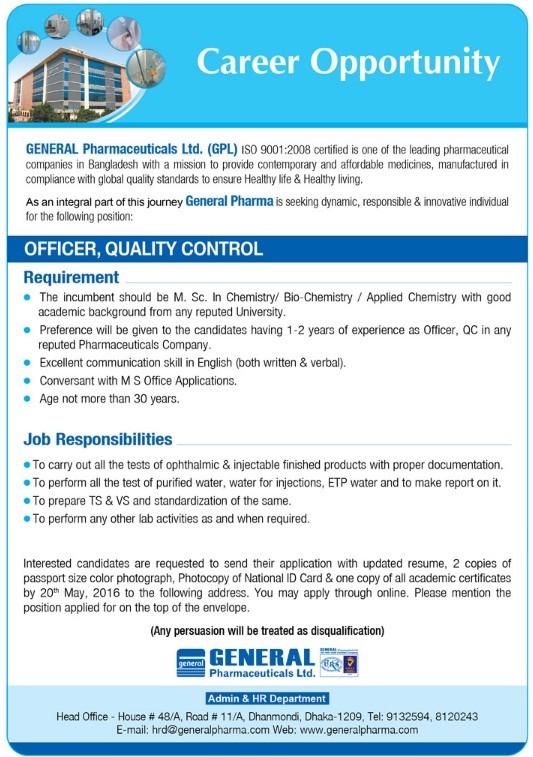 Career Opportunity
GENERAL Pharmaceuticals Ltd. (GPL) ISO 9001:2008 certified is one of the leading pharmaceutical
companies in Bangladesh with a mission to provide contemporary and affordable medicines, manufactured in
compliance with global quality standards to ensure Healthy life & Healthy living.
As an integral part of this journey General Pharma is seeking dynamic, responsible & innovative individual
for the following position:
OFFICER, QUALITY CONTROL
Requirement
• The incumbent should be M. Sc. In Chemistry/ Bio-Chemistry / Applied Chemistry with good
academic background from any reputed University.
• Preference will be given to the candidates having 1-2 years of experience as Officer, QC in any
reputed Pharmaceuticals Company.
• Excellent communication skill in English (both written & verbal).
• Conversant with M S Office Applications.
• Age not more than 30 years.
Job Responsibilities
• To carry out all the tests of ophthalmic & injectable finished products with proper documentation.
• To perform all the test of purified water, water for injections, ETP water and to make report on it.
• To prepare TS & VS and standardization of the same.
• To perform any other lab activities as and when required.
Interested candidates are requested to send their application with updated resume, 2 copies of
passport size color photograph, Photocopy of National ID Card & one copy of all academic certificates
by 20th May, 2016 to the following address. You may apply through online. Please mention the
position applied for on the top of the envelope.
(Any persuasion will be treated as disqualification)
general GENERAL
Pharmaceuticals Ltd.
Admin & HR Department
Head Office - House # 48/A, Road # 11/A, Dhanmondi, Dhaka-1209, Tel: 9132594, 8120243
E-mail: hrd@generalpharma.com Web: www.generalpharma.com